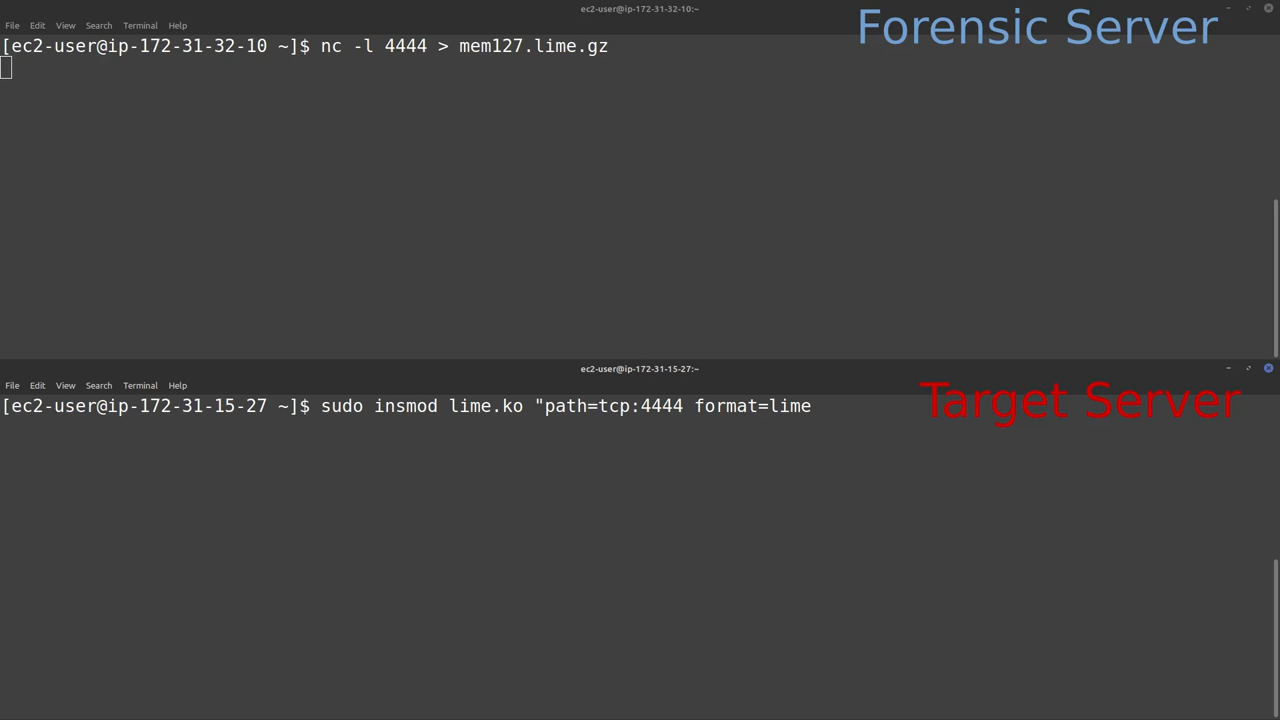 ec2-user@ip-172-31-32-10:~
Forensic Server
File Edit View Search Terminal Help
[ec2-user@ip-172-31-32-10 ~]$ nc -l 4444 > mem127.lime.gz
ec2-user@ip-172-31-15-27:~
File Edit View Search Terminal Help
Target Server
[ec2-user@ip-172-31-15-27 ~]$ sudo insmod lime.ko "path=tcp:4444 format=lime